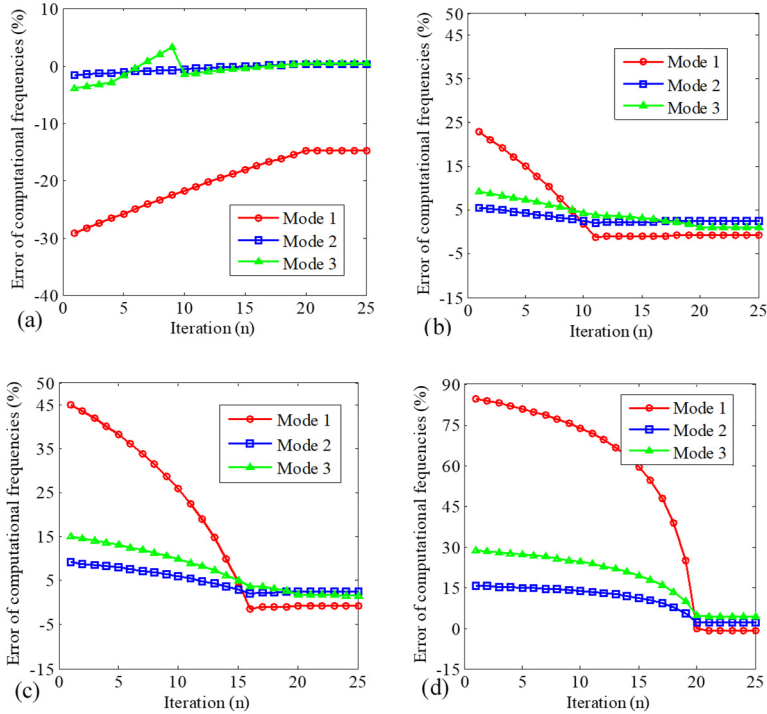 Error of computational frequencies (%)
10
0
-10
-20
-30
-40
Mode 1
Mode 2
Mode 3
0 5 10 15 20 25
Iteration (n)
(a)
Error of computational frequencies (%)
50
45
35
25
15
5
-5
-15
Mode 1
Mode 2
Mode 3
0 5 10 15 20 25
Iteration (n)
(b)
Error of computational frequencies (%)
50
45
35
25
15
5
-5
-15
Mode 1
Mode 2
Mode 3
0 5 10 15 20 25
Iteration (n)
(c)
Error of computational frequencies (%)
90
75
60
45
30
15
0
-15
Mode 1
Mode 2
Mode 3
0 5 10 15 20 25
Iteration (n)
(d)